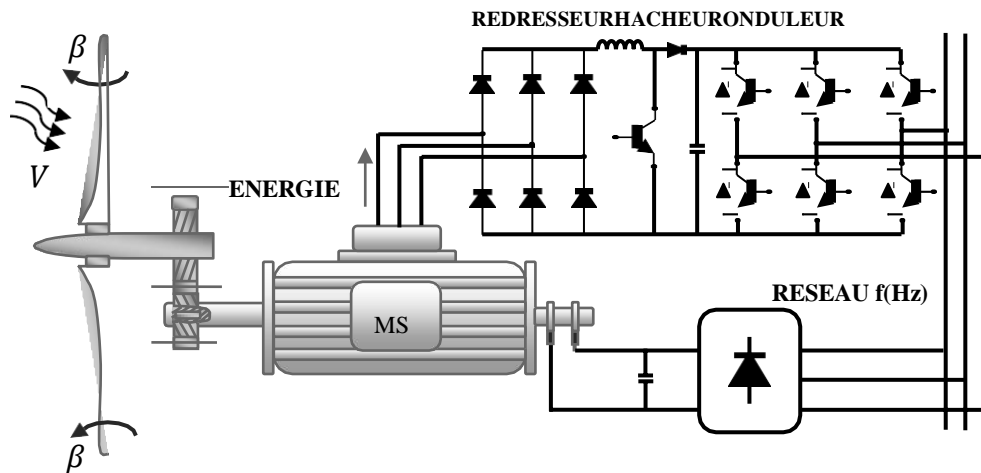 REDRESSEURHACHEURONDULEUR
β
V
ENERGIE
RESEAU f(Hz)
MS
β